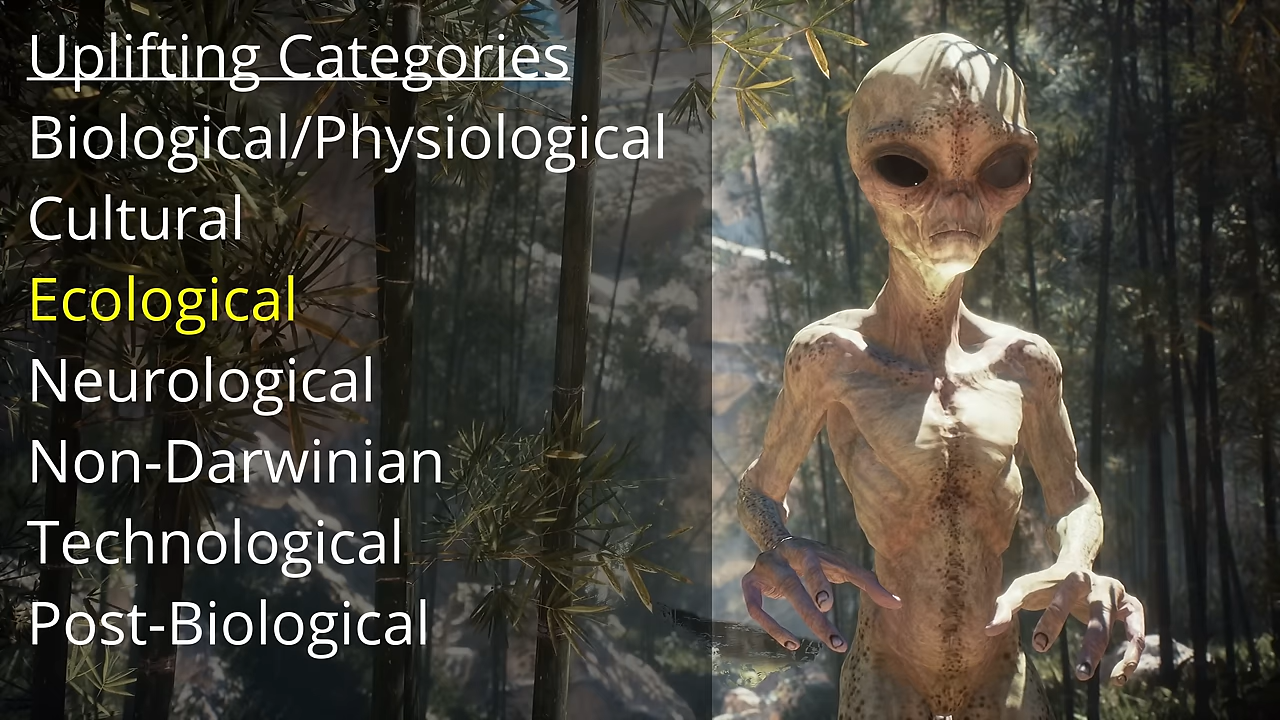 Uplifting Categories
Biological/Physiological
Cultural
Ecological
Neurological
Non-Darwinian
Technological
Post-Biological